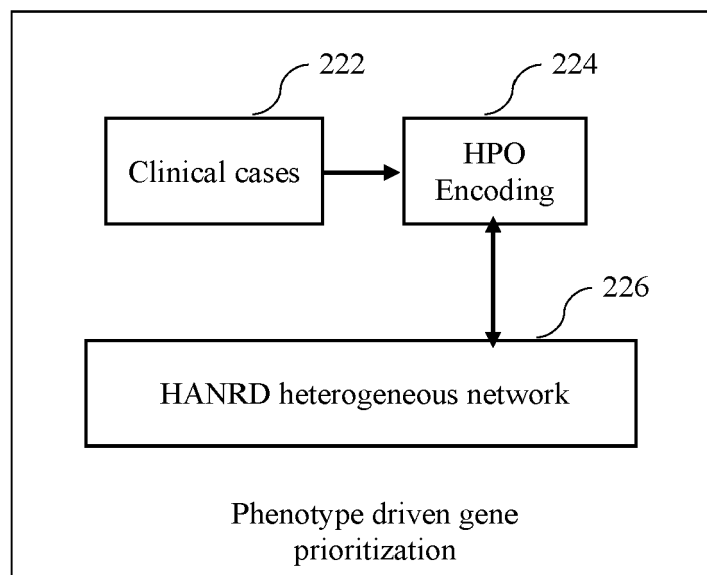 222
224
Clinical cases
HPO
Encoding
226
HANRD heterogeneous network
Phenotype driven gene
prioritization